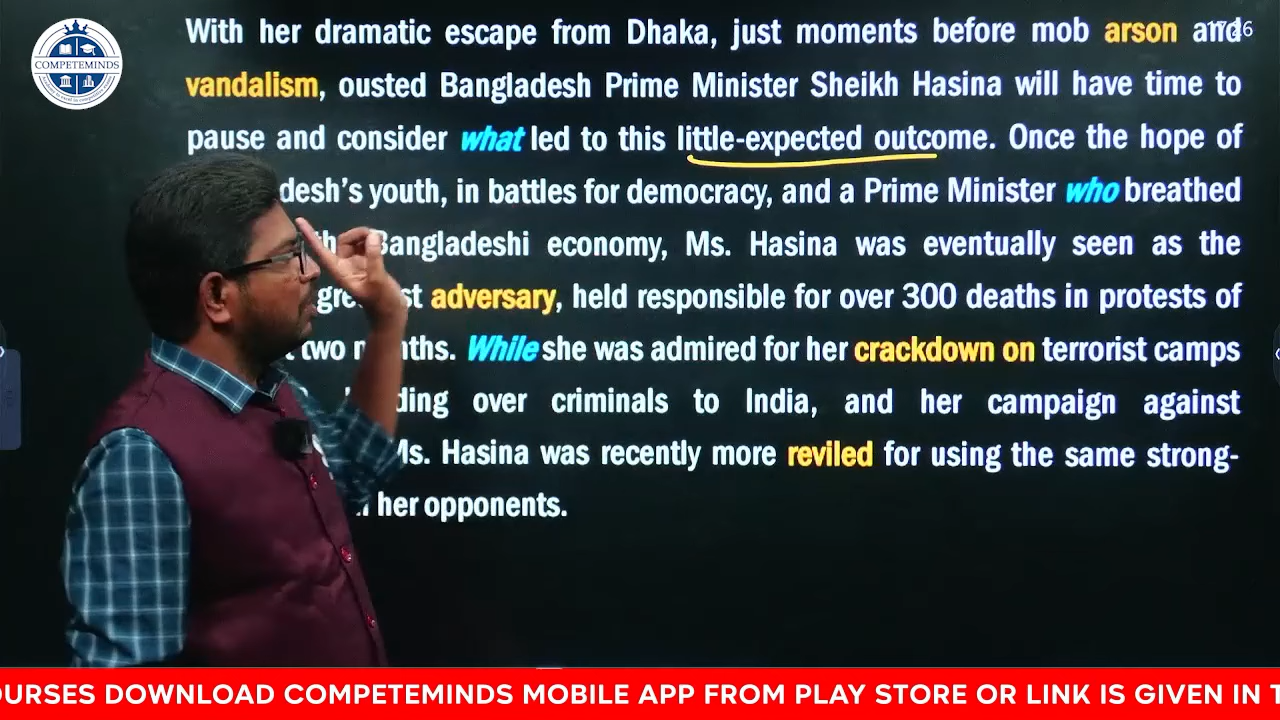 COMPETEMINDS
With her dramatic escape from Dhaka, just moments before mob arson and
vandalism, ousted Bangladesh Prime Minister Sheikh Hasina will have time to
pause and consider what led to this little-expected outcome. Once the hope of
desh's youth, in battles for democracy, and a Prime Minister who breathed
Bangladeshi economy, Ms. Hasina was eventually seen as the
adversary, held responsible for over 300 deaths in protests of
two months. While she was admired for her crackdown on terrorist camps
ding over criminals to India, and her campaign against
Ms. Hasina was recently more reviled for using the same strong-
her opponents.
OURSES DOWNLOAD COMPETEMINDS MOBILE APP FROM PLAY STORE OR LINK IS GIVEN IN T